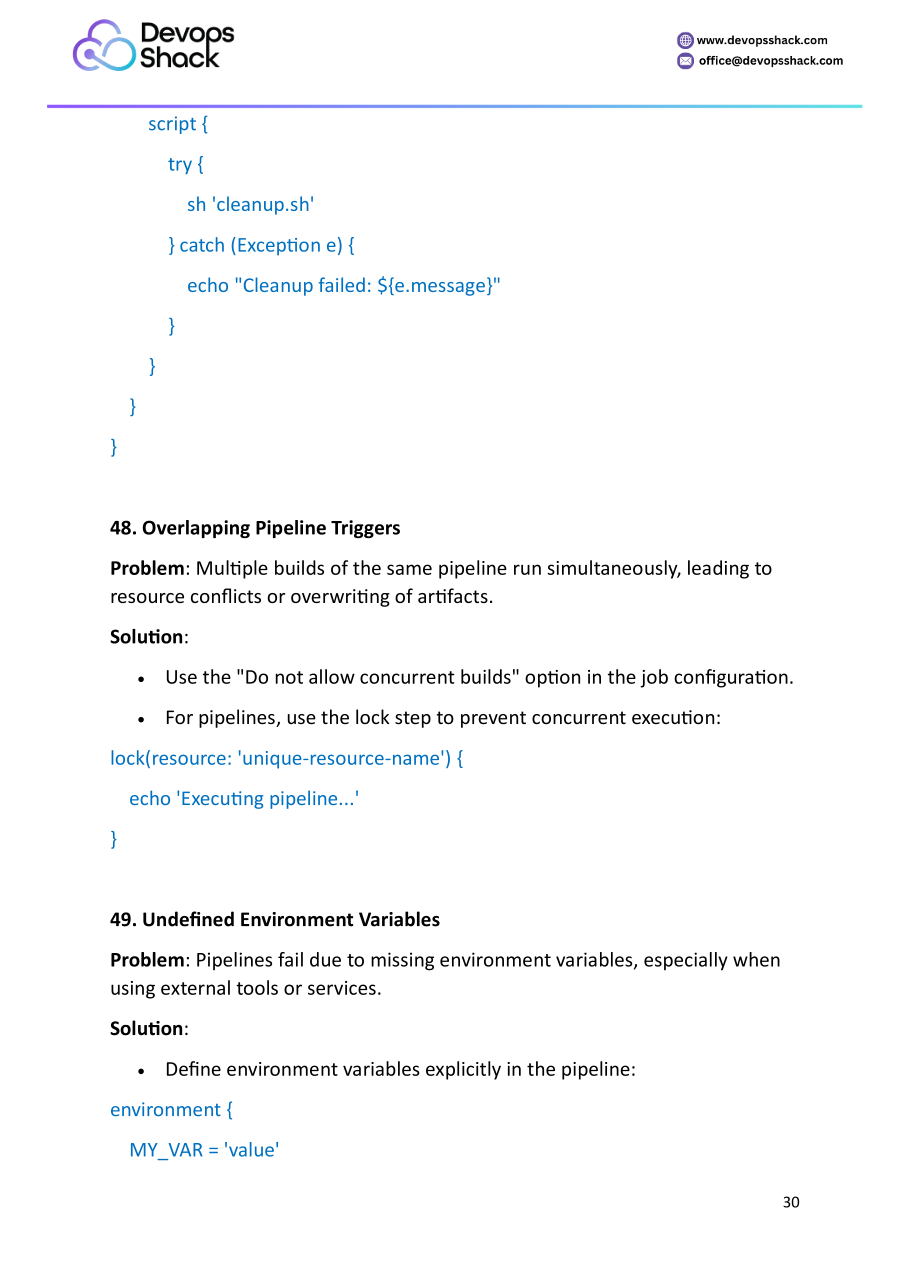 Devops
Shack
www.devopsshack.com
office@devopsshack.com
script {
try {
sh 'cleanup.sh'
} catch (Exception e) {
echo "Cleanup failed: ${e.message}"
}
}
}
}
48. Overlapping Pipeline Triggers
Problem: Multiple builds of the same pipeline run simultaneously, leading to
resource conflicts or overwriting of artifacts.
Solution:
• Use the "Do not allow concurrent builds" option in the job configuration.
• For pipelines, use the lock step to prevent concurrent execution:
lock(resource: 'unique-resource-name') {
echo 'Executing pipeline...'
}
49. Undefined Environment Variables
Problem: Pipelines fail due to missing environment variables, especially when
using external tools or services.
Solution:
• Define environment variables explicitly in the pipeline:
environment {
MY_VAR = 'value'
30